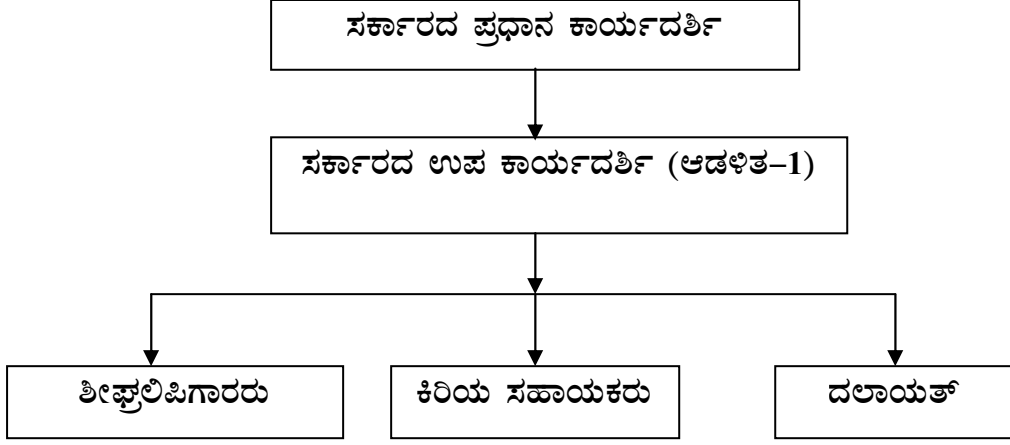 ಸರ್ಕಾರದ ಪ್ರಧಾನ ಕಾರ್ಯದರ್ಶಿ
ಸರ್ಕಾರದ ಉಪ ಕಾರ್ಯದರ್ಶಿ (ಆಡಳಿತ–1)
ಶೀಘ್ರಲಿಪಿಗಾರರು
ಕಿರಿಯ ಸಹಾಯಕರು
ದಲಾಯತ್